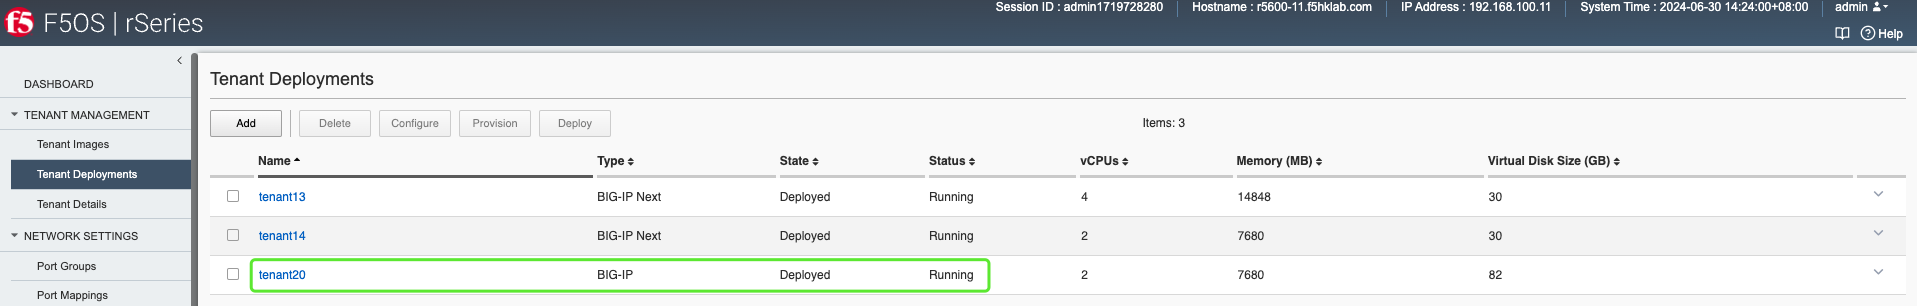 Session ID : admin1719728280 Hostname : r5600-11.f5hklab.com IP Address : 192.168.100.11 System Time : 2024-06-30 14:24:00+08:00 admin
f5 F5OS | rSeries
Help
DASHBOARD
TENANT MANAGEMENT
Tenant Images
Tenant Deployments
Tenant Details
NETWORK SETTINGS
Port Groups
Port Mappings
Tenant Deployments
Add Delete Configure Provision Deploy Items: 3
Name Type State Status vCPUs Memory (MB) Virtual Disk Size (GB)
tenant13 BIG-IP Next Deployed Running 4 14848 30
tenant14 BIG-IP Next Deployed Running 2 7680 30
tenant20 BIG-IP Deployed Running 2 7680 82